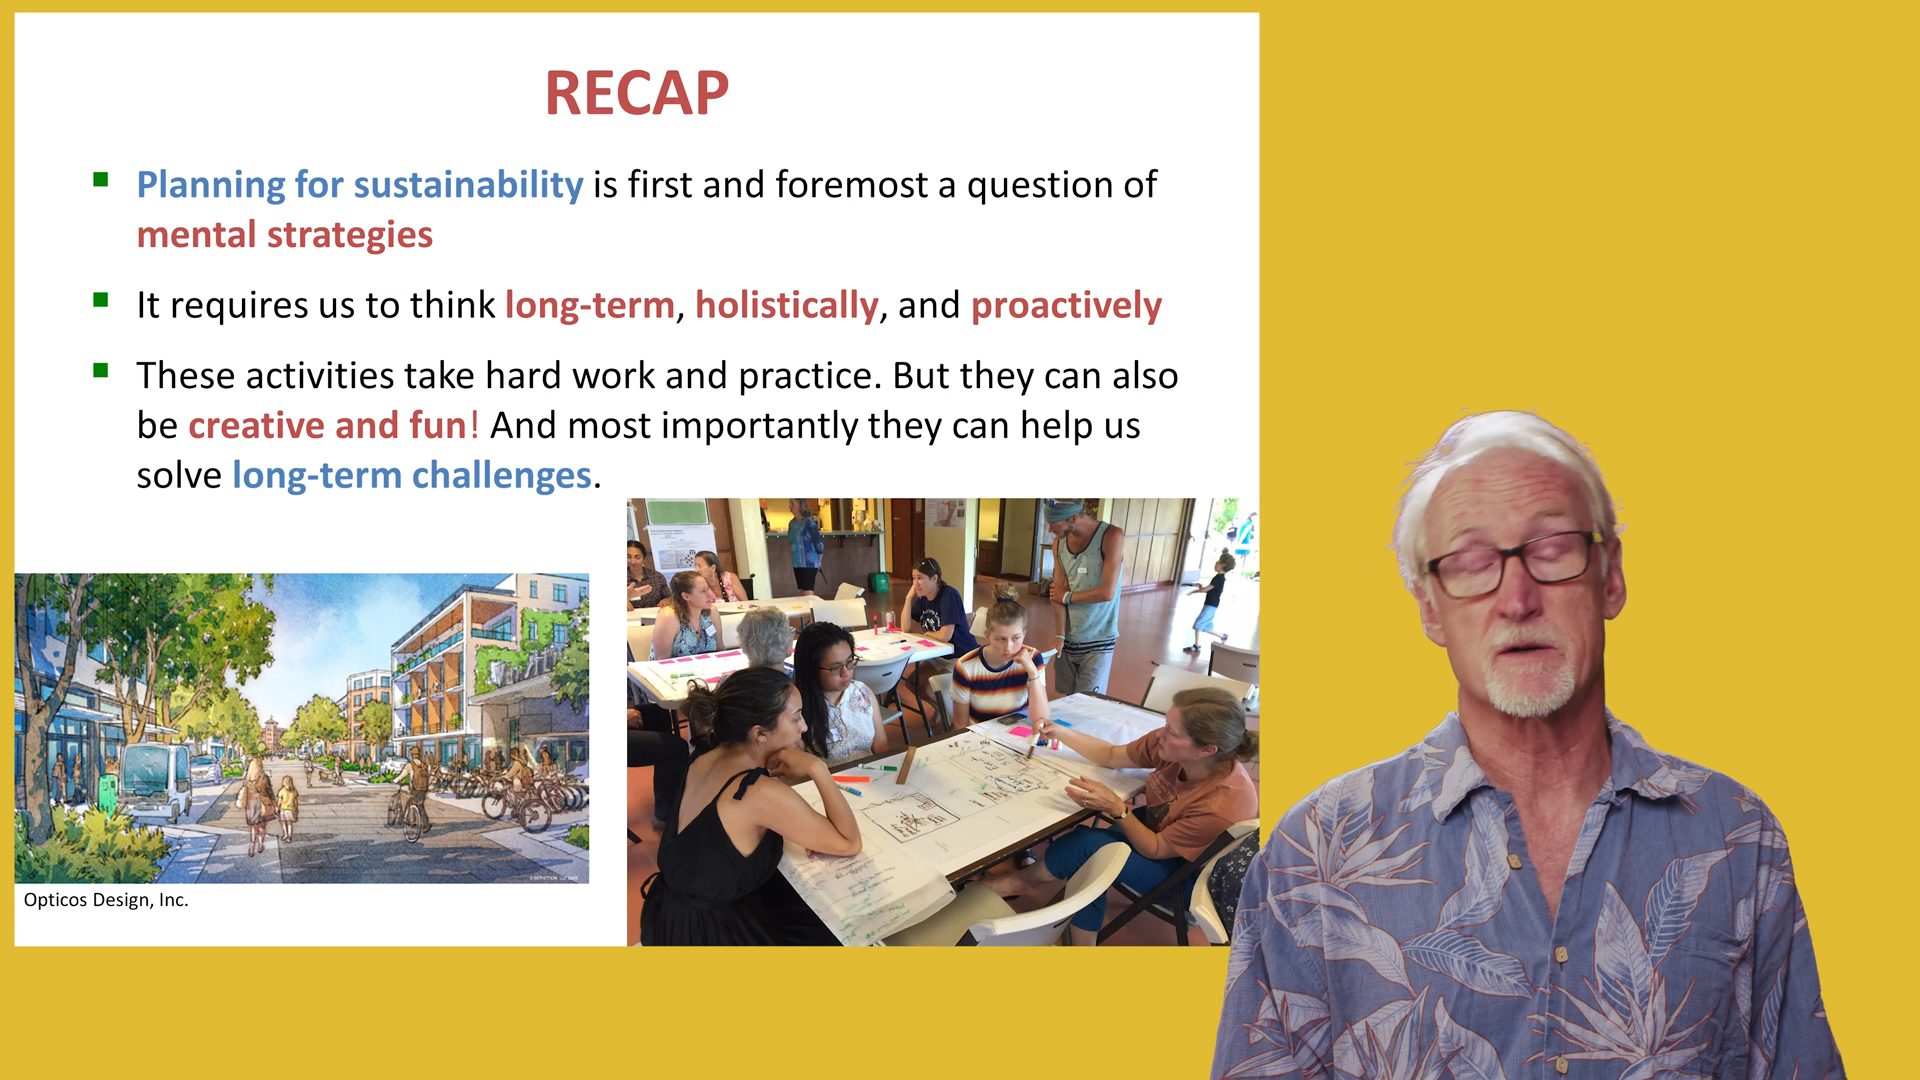 RECAP
Planning for sustainability is first and foremost a question of
mental strategies
It requires us to think long-term, holistically, and proactively
These activities take hard work and practice. But they can also
be creative and fun! And most importantly they can help us
solve long-term challenges.
Opticos Design, Inc.